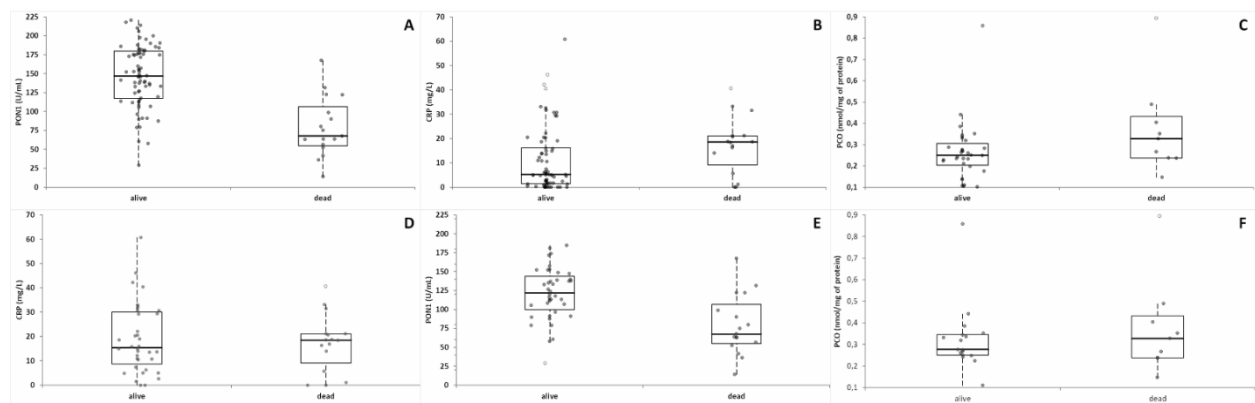 A
PON1 (U/mL)
225
200
175
150
125
100
75
50
25
0
alive
dead
B
CRP (mg/L)
70
60
50
40
30
20
10
0
alive
dead
C
PCO (nmol/mg of protein)
0,9
0,8
0,7
0,6
0,5
0,4
0,3
0,2
0,1
alive
dead
D
CRP (mg/L)
70
60
50
40
30
20
10
0
alive
dead
E
PON1 (U/mL)
225
200
175
150
125
100
75
50
25
0
alive
dead
F
PCO (nmol/mg of protein)
0,9
0,8
0,7
0,6
0,5
0,4
0,3
0,2
0,1
alive
dead